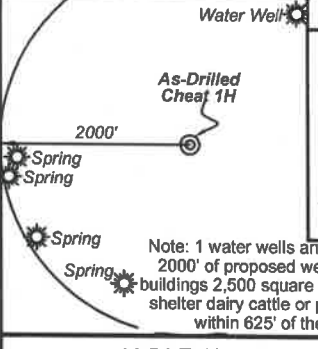 Water Well
As-Drilled
Cheat 1H
2000'
Spring
Spring
Spring
Spring
Note: 1 water wells an
2000' of proposed we
buildings 2,500 square
shelter dairy cattle or p
within 625' of the